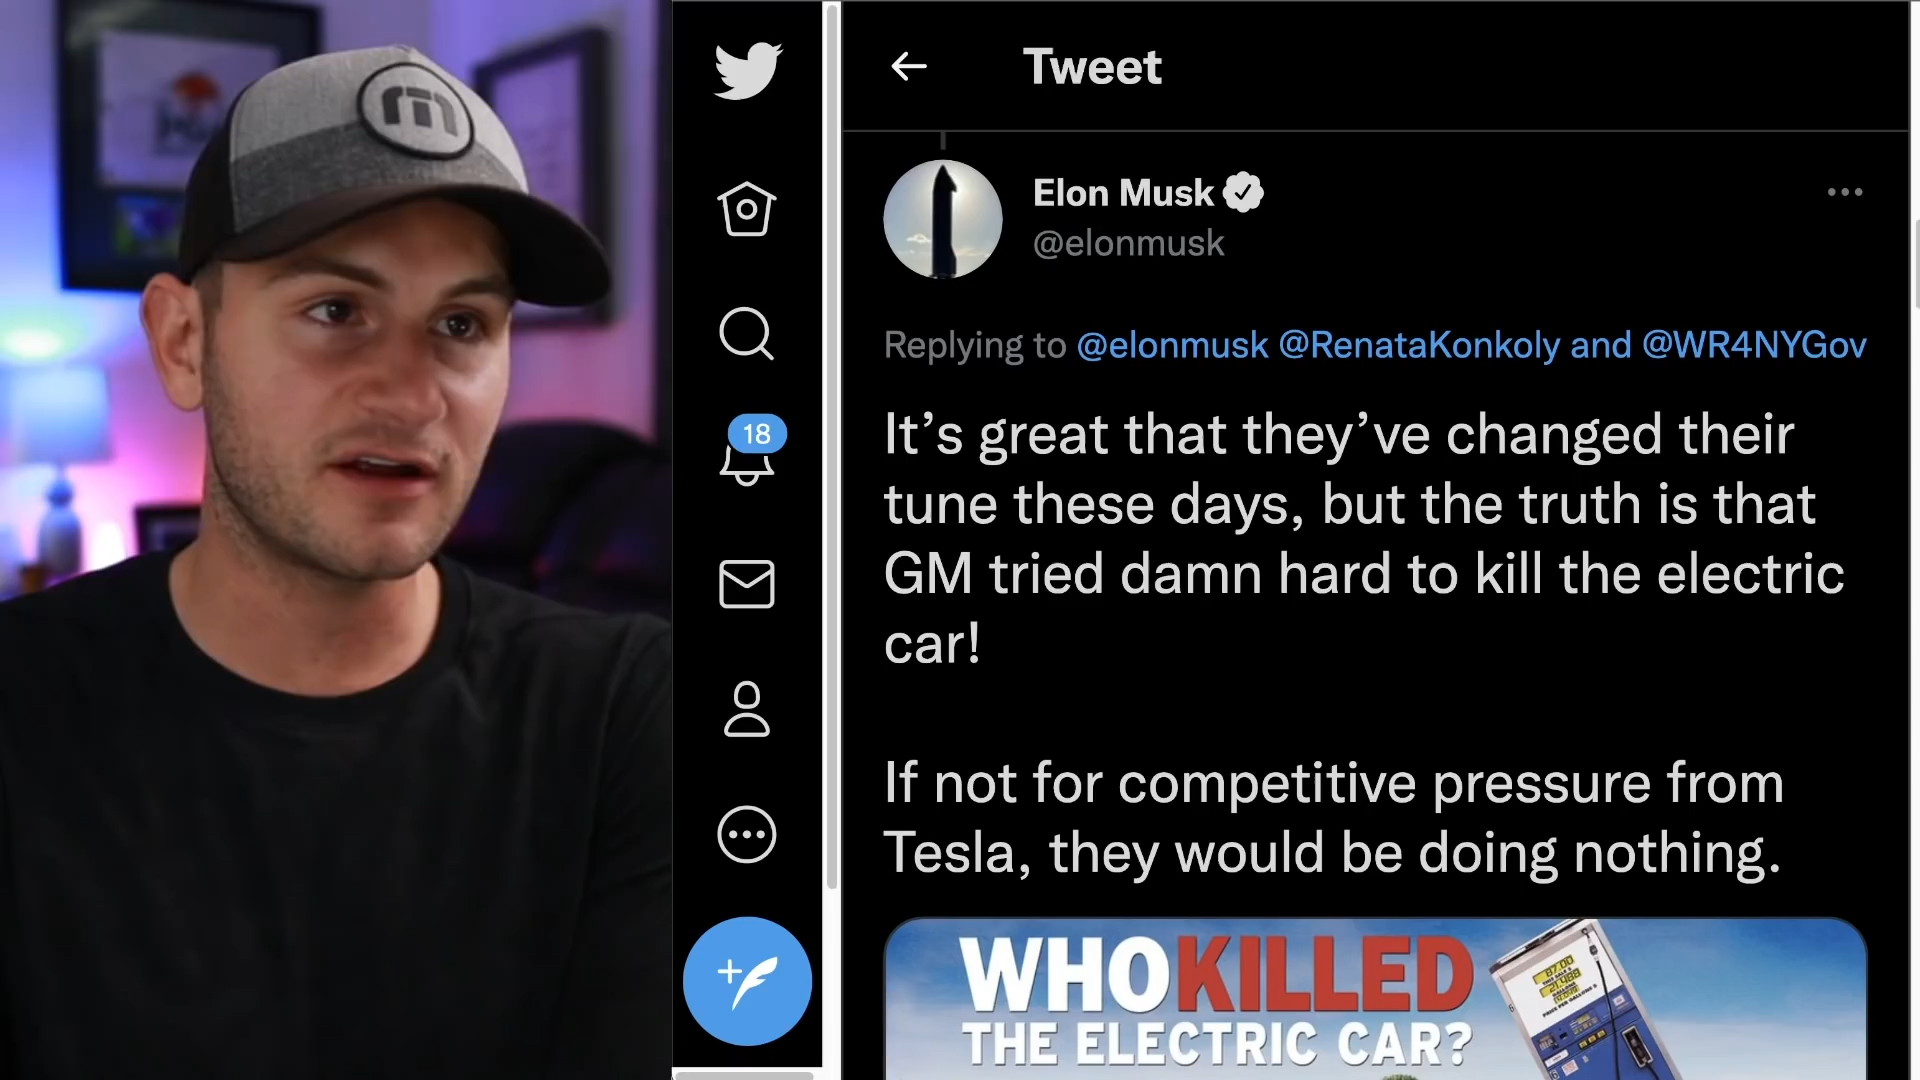 Tweet
Elon Musk
@elonmusk
Replying to @elonmusk @RenataKonkoly and @WR4NYGov
It’s great that they’ve changed their
tune these days, but the truth is that
GM tried damn hard to kill the electric
car!
If not for competitive pressure from
Tesla, they would be doing nothing.
18
WHO KILLED
THE ELECTRIC CAR?